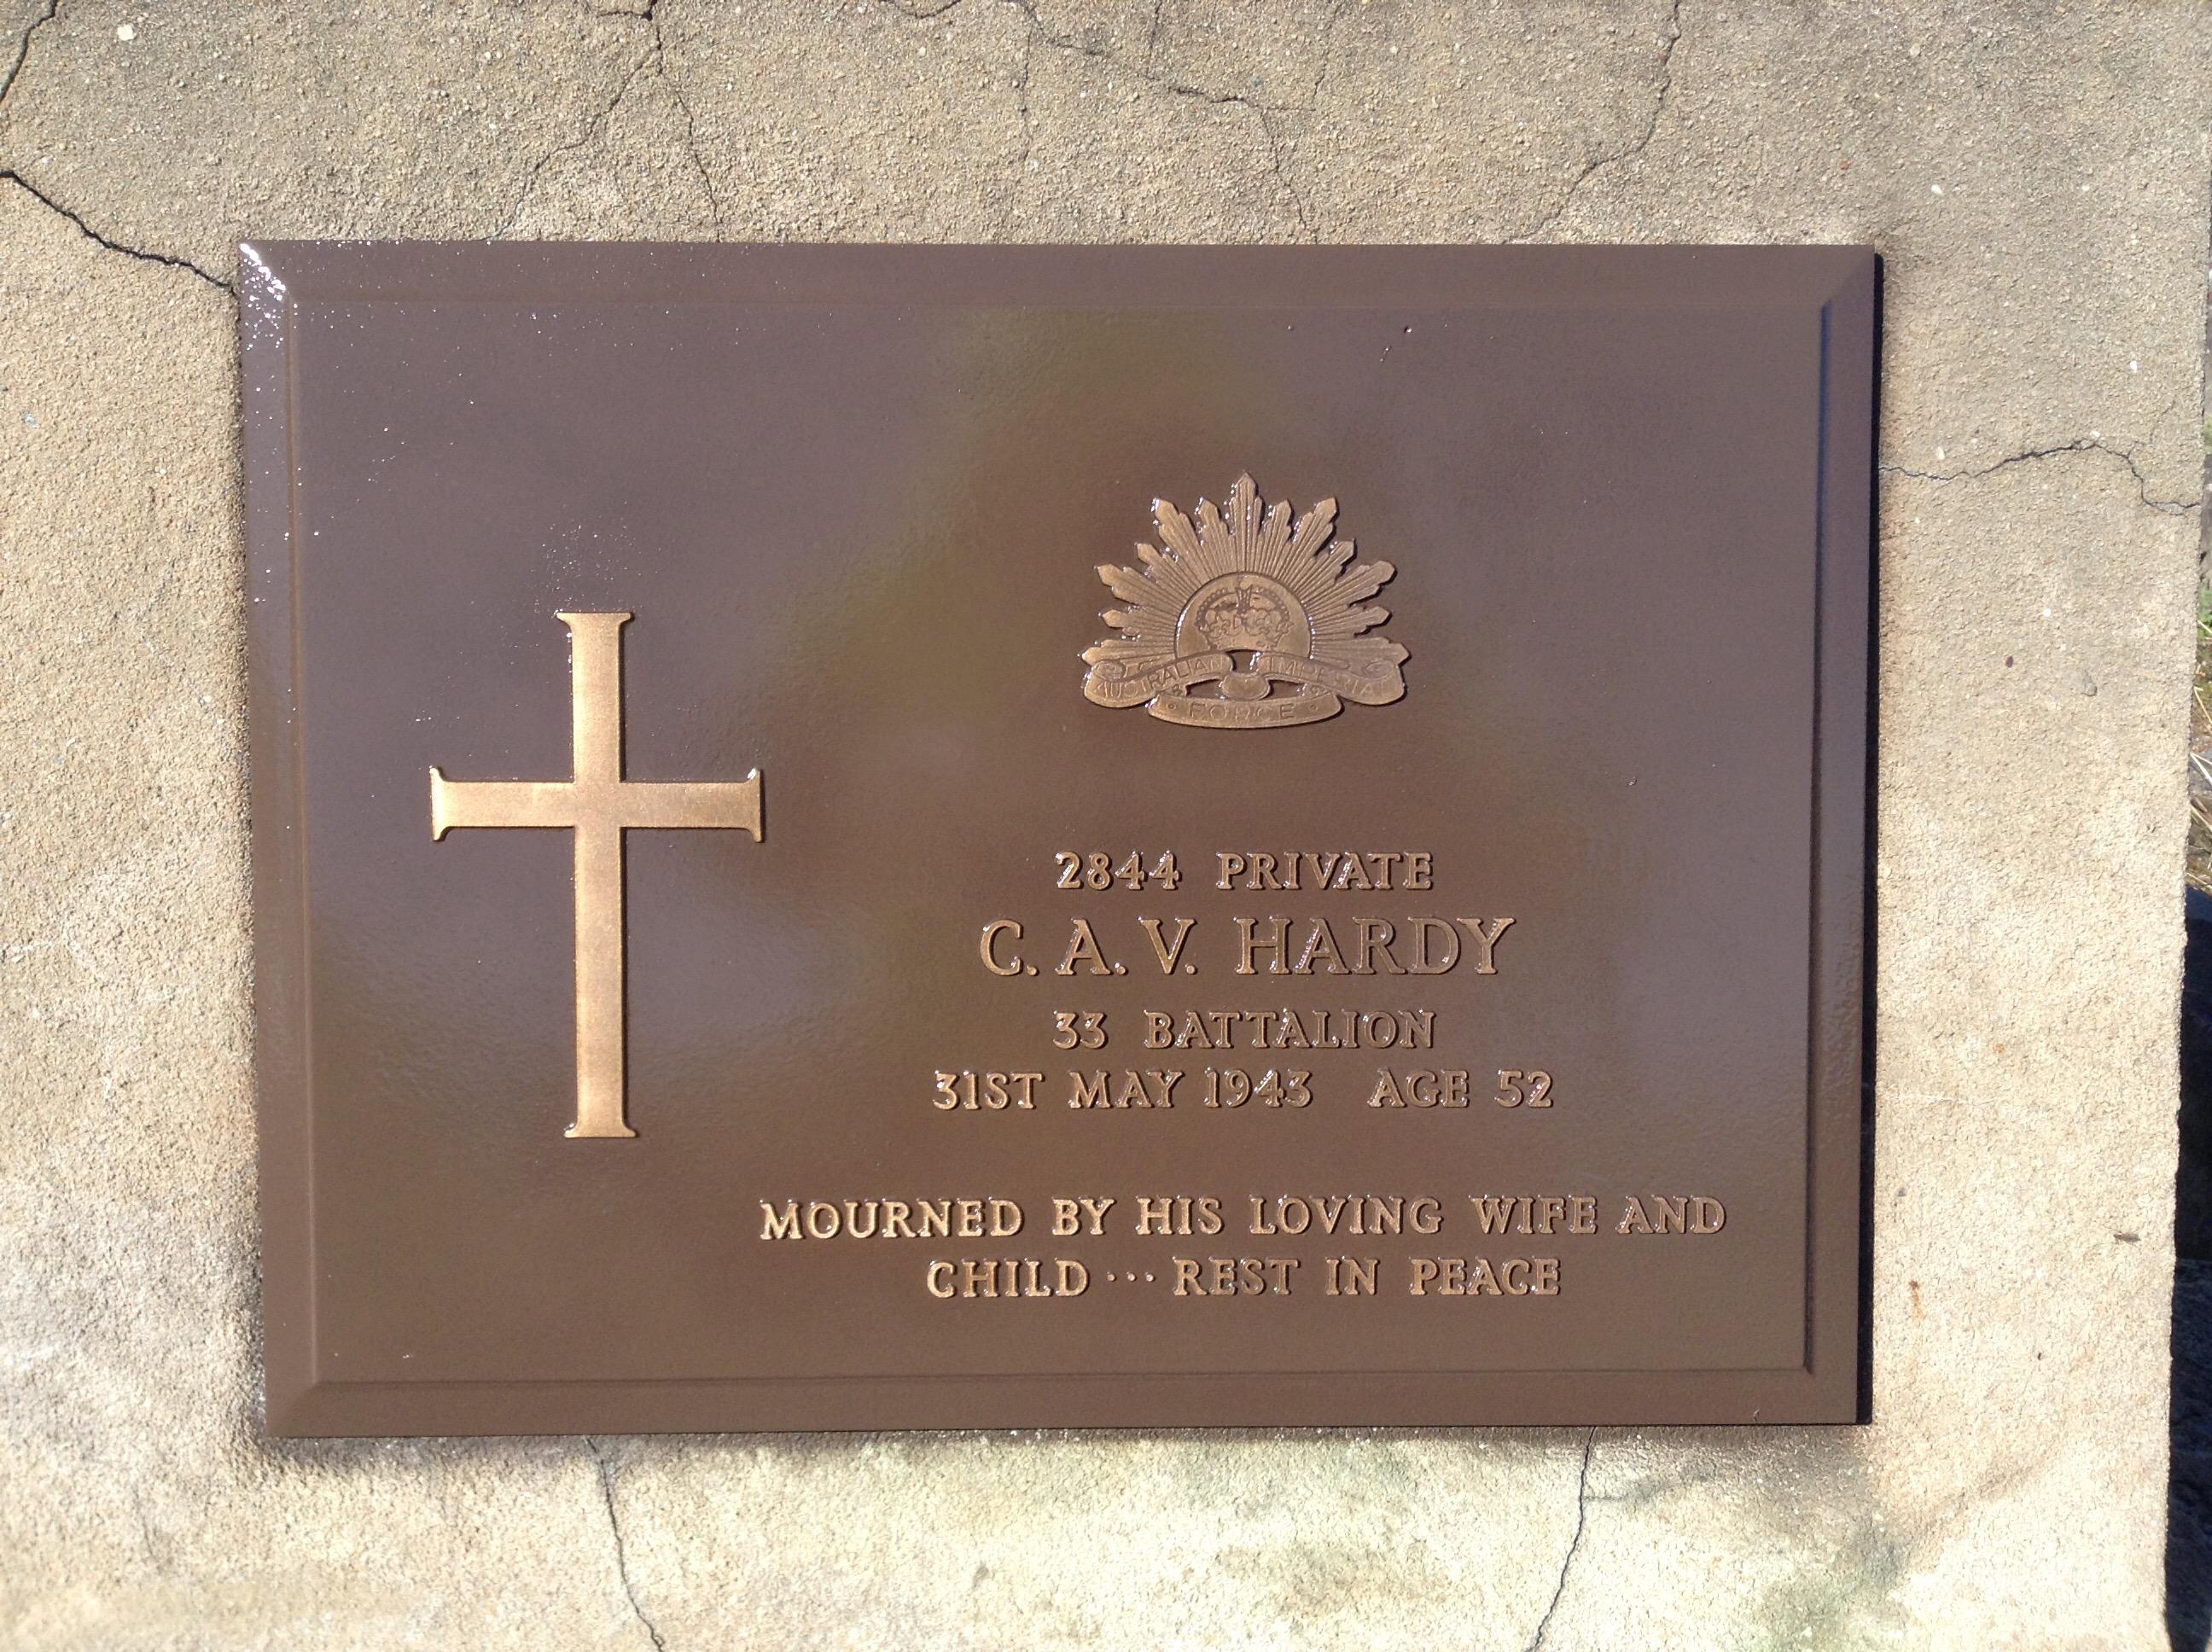 AUSTRALIAN IMPERIAL
FORCE
2844 PRIVATE
C. A. V. HARDY
33 BATTALION
31ST MAY 1943 AGE 52
MOURNED BY HIS LOVING WIFE AND
CHILD ··· REST IN PEACE